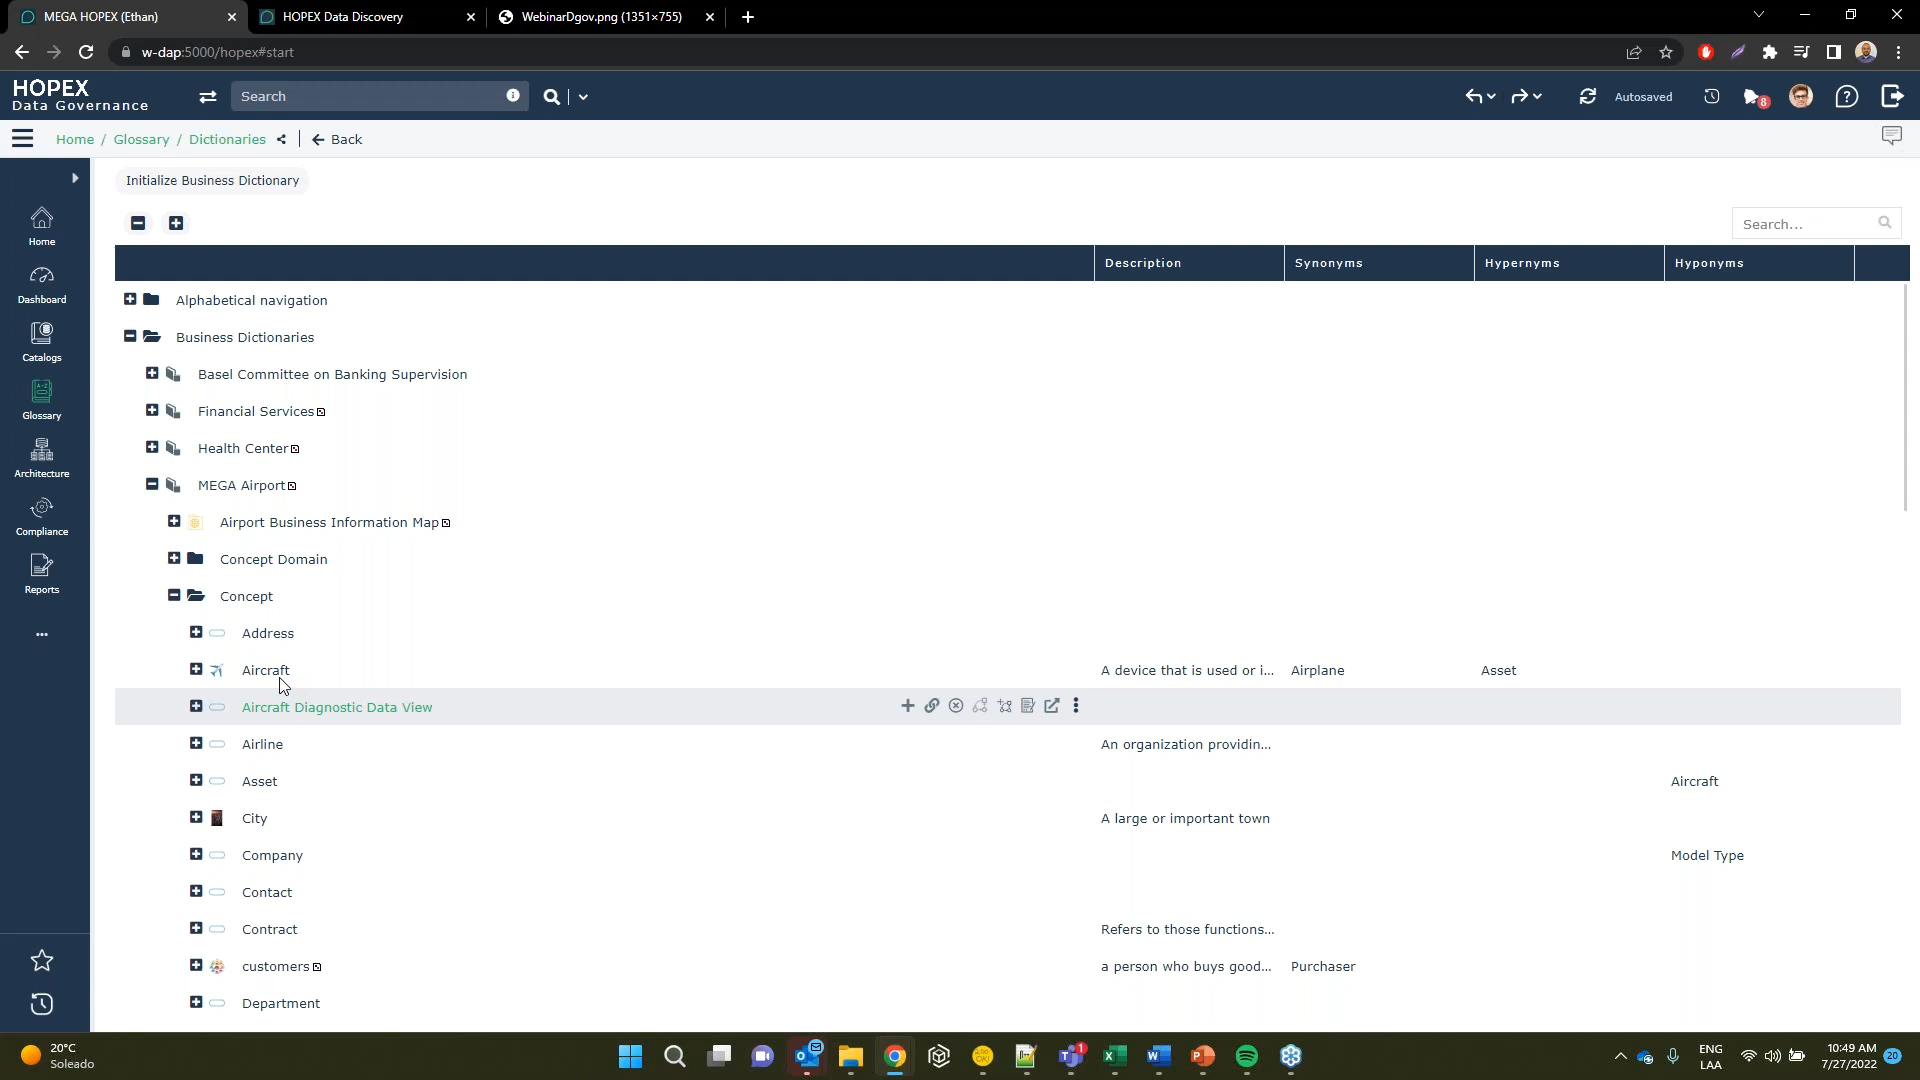 MEGA HOPEX (Ethan)
HOPEX Data Discovery
WebinarDgov.png (1351×755)
w-dap:5000/hopex#start
HOPEX
Data Governance
Search
Autosaved
8
Home / Glossary / Dictionaries
Back
Initialize Business Dictionary
Search...
Description Synonyms Hypernyms Hyponyms
Home
Dashboard
Catalogs
Glossary
Architecture
Compliance
Reports
Alphabetical navigation
Business Dictionaries
Basel Committee on Banking Supervision
Financial Services
Health Center
MEGA Airport
Airport Business Information Map
Concept Domain
Concept
Address
Aircraft A device that is used or i... Airplane Asset
Aircraft Diagnostic Data View
Airline An organization providin...
Asset Aircraft
City A large or important town
Company Model Type
Contact
Contract Refers to those functions...
customers a person who buys good... Purchaser
Department
20°C
Soleado
1
ENG
LAA
10:49 AM
7/27/2022
20